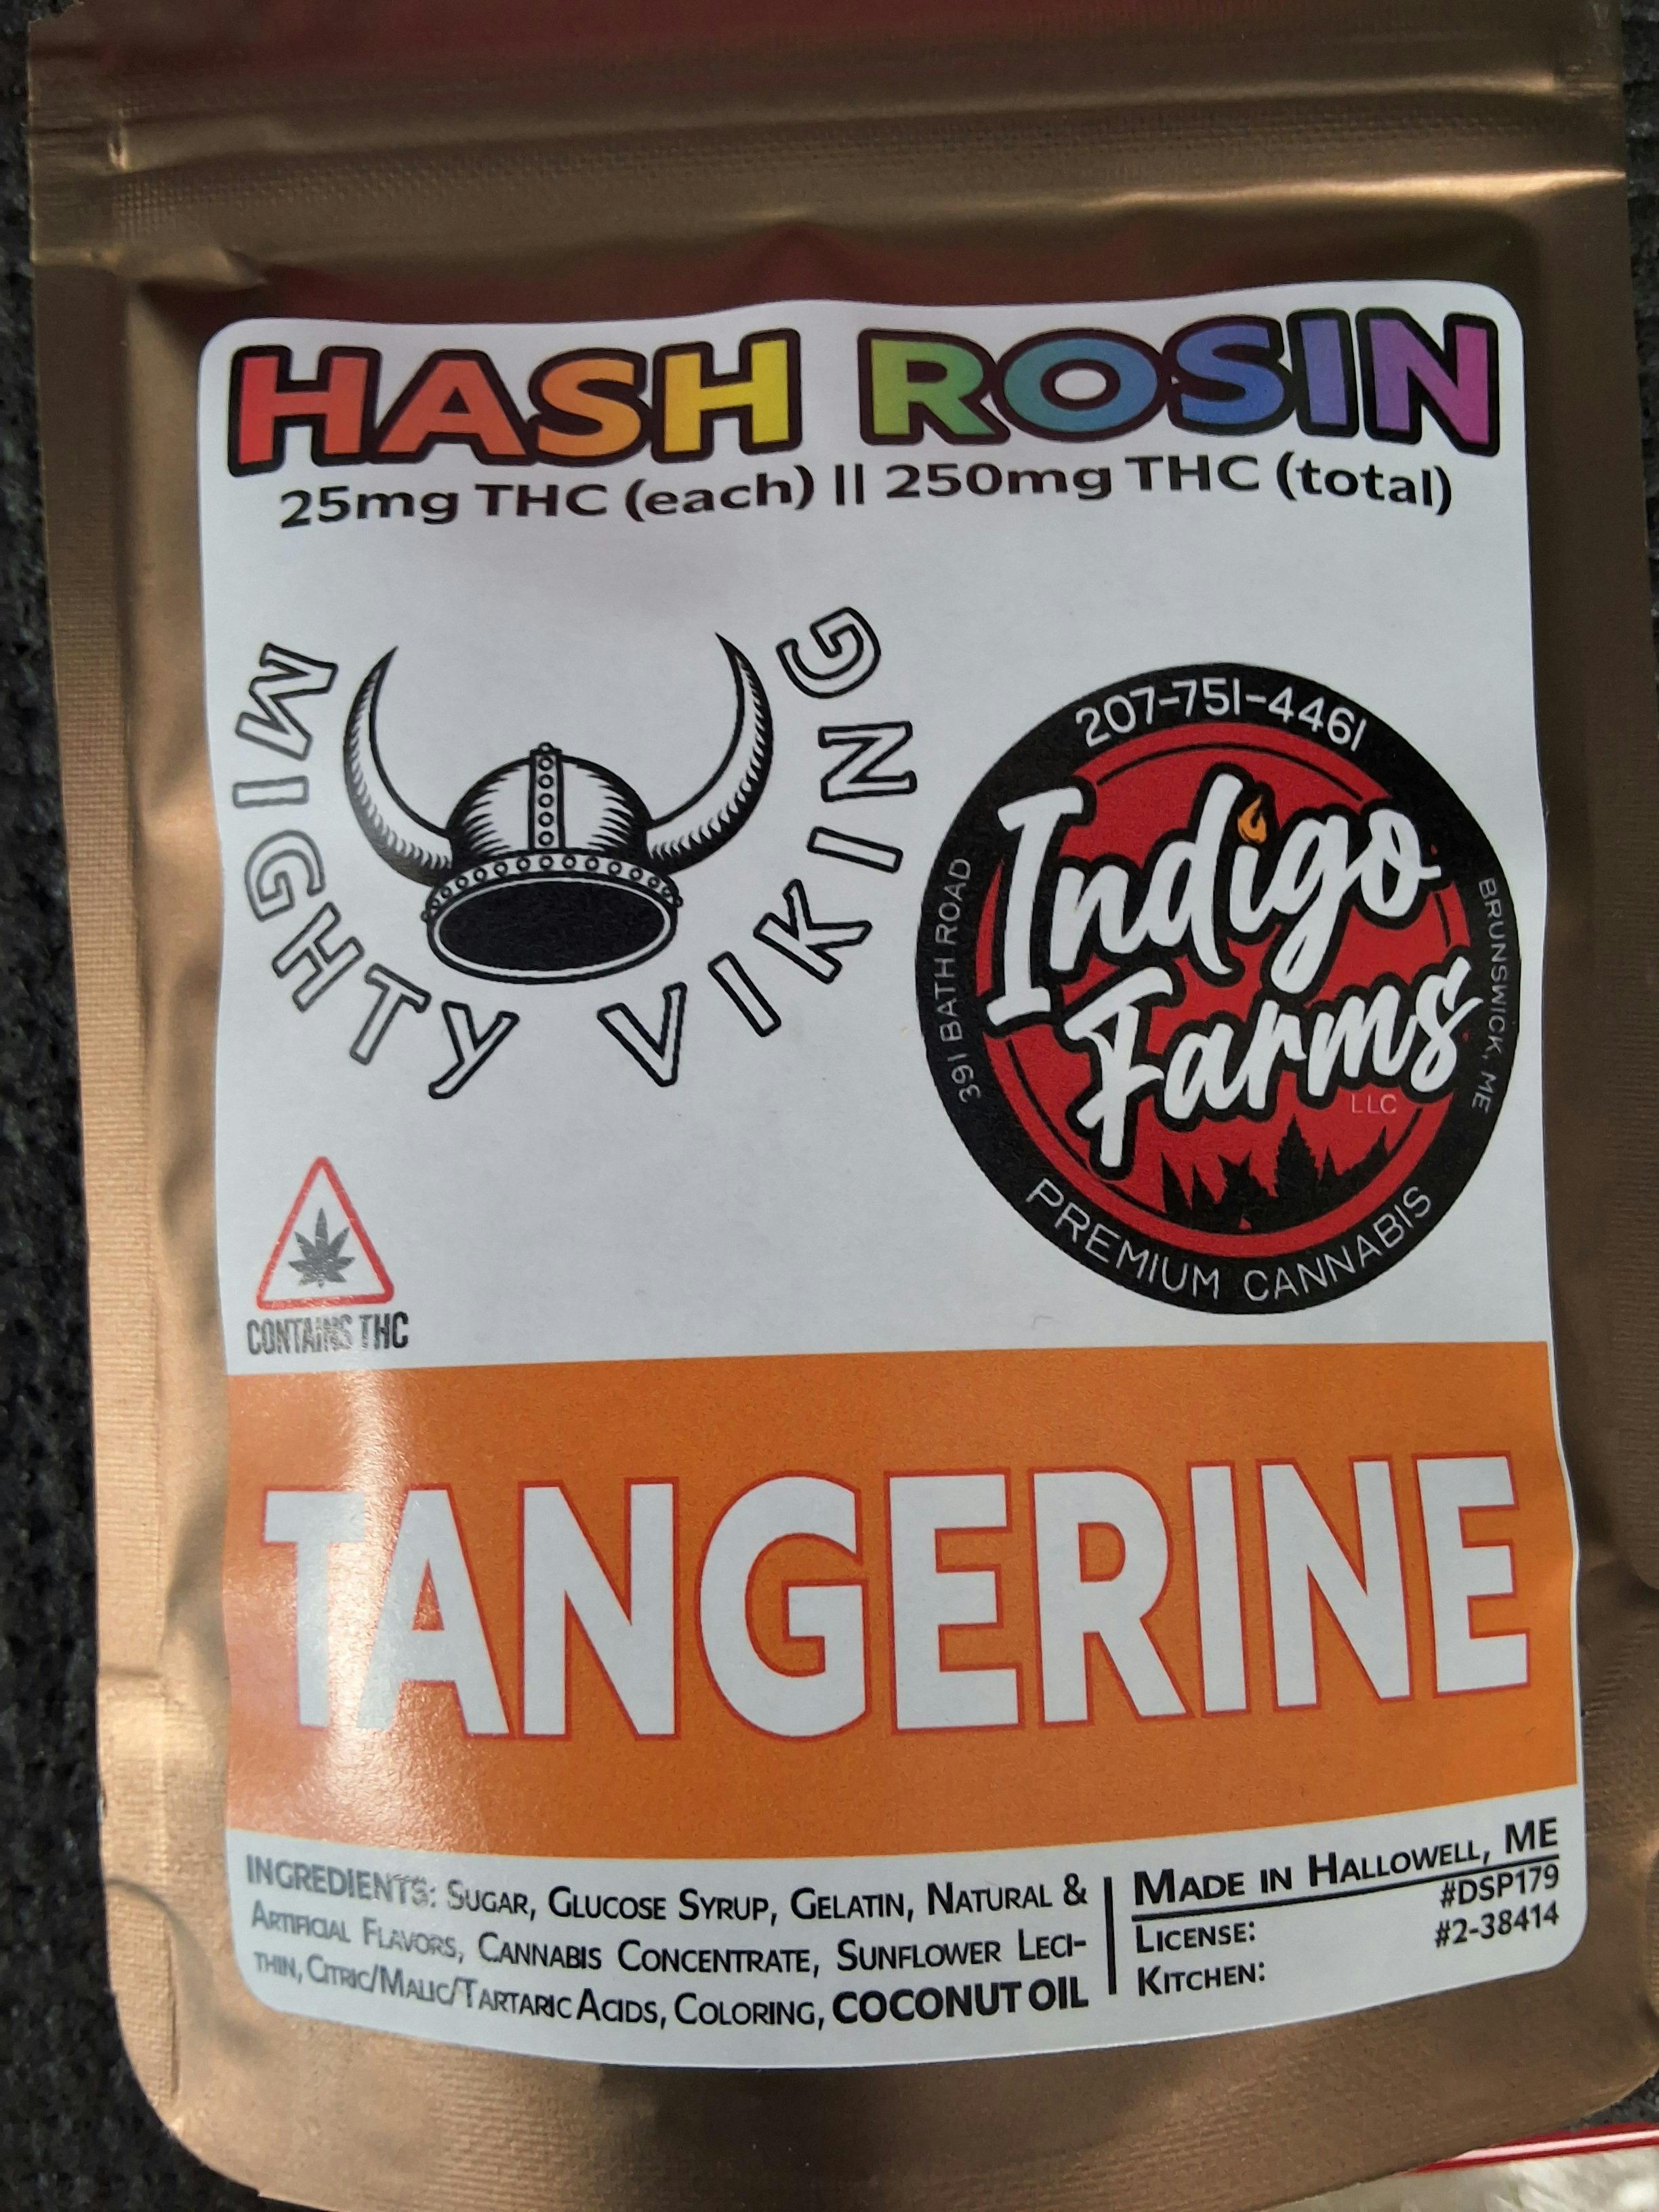 HASH ROSIN
25mg THC (each) || 250mg THC (total)
MIGHTY VIKING
207-751-4461
391 BATH ROAD
BRUNSWICK, ME
Indigo
Farms
LLC
PREMIUM CANNABIS
CONTAINS THC
TANGERINE
INGREDIENTS: SUGAR, GLUCOSE SYRUP, GELATIN, NATURAL &
ARTIFICIAL FLAVORS, CANNABIS CONCENTRATE, SUNFLOWER LECI-
THIN, CITRIC/MALIC/TARTARIC ACIDS, COLORING, COCONUT OIL
MADE IN HALLOWELL, ME
LICENSE: #DSP179
KITCHEN: #2-38414